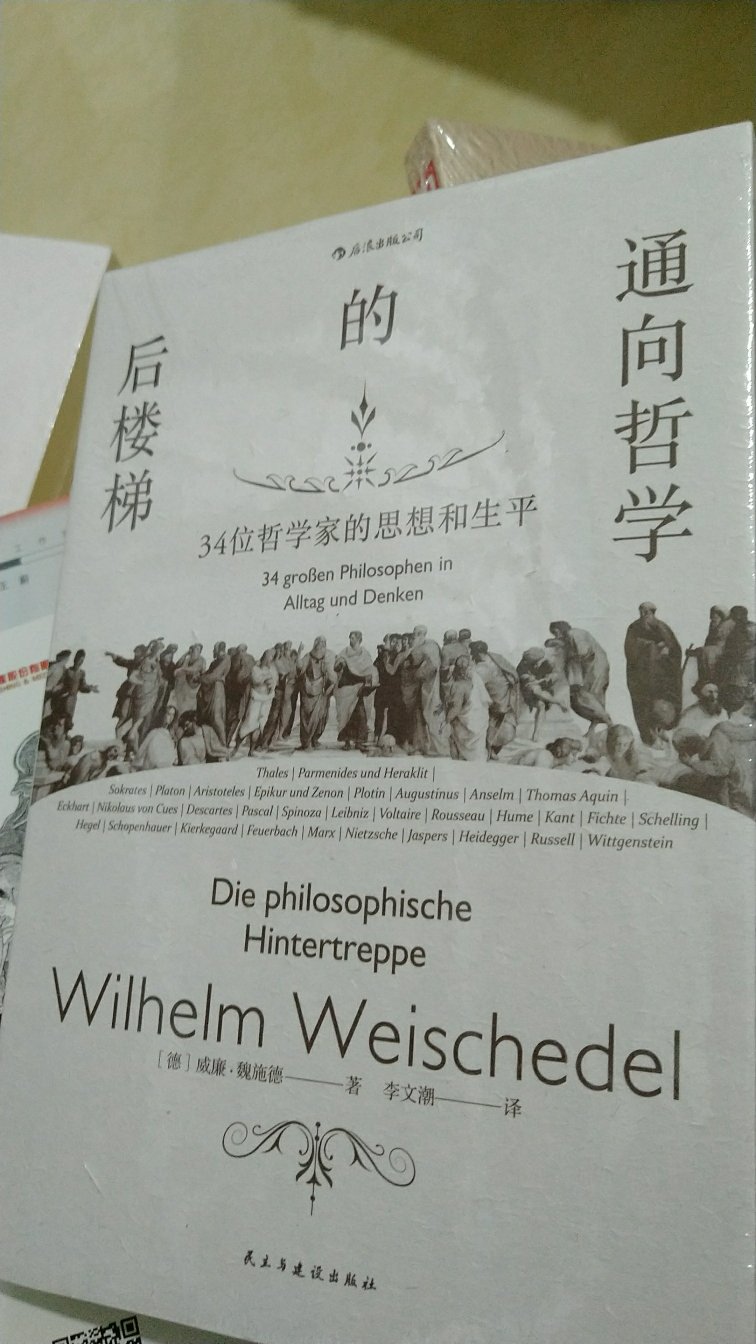 后浪出版公司
通向哲学
的
后楼梯
34位哲学家的思想和生平
34 großen Philosophen in
Alltag und Denken
Thales | Parmenides und Heraklit |
Sokrates | Platon | Aristoteles | Epikur und Zenon | Plotin | Augustinus | Anselm | Thomas Aquin |
Eckhart | Nikolaus von Cues | Descartes | Pascal | Spinoza | Leibniz | Voltaire | Rousseau | Hume | Kant | Fichte | Schelling |
Hegel | Schopenhauer | Kierkegaard | Feuerbach | Marx | Nietzsche | Jaspers | Heidegger | Russell | Wittgenstein
Die philosophische
Hintertreppe
Wilhelm Weischedel
[德]威廉·魏施德——著 李文潮——译
民主与建设出版社